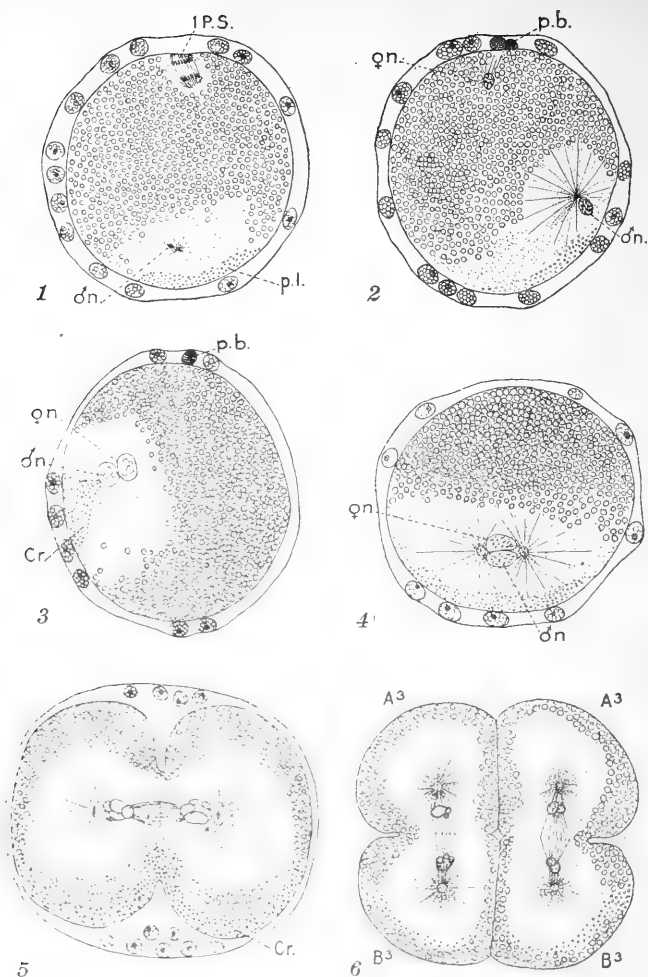 1 P.S.
♂n.
p.l.
1
p.b.
♀n.
♂n.
2
p.b.
♀n.
♂n.
Cr.
3
♀n.
♂n
4
Cr.
5
A³ A³
B³ B³
6